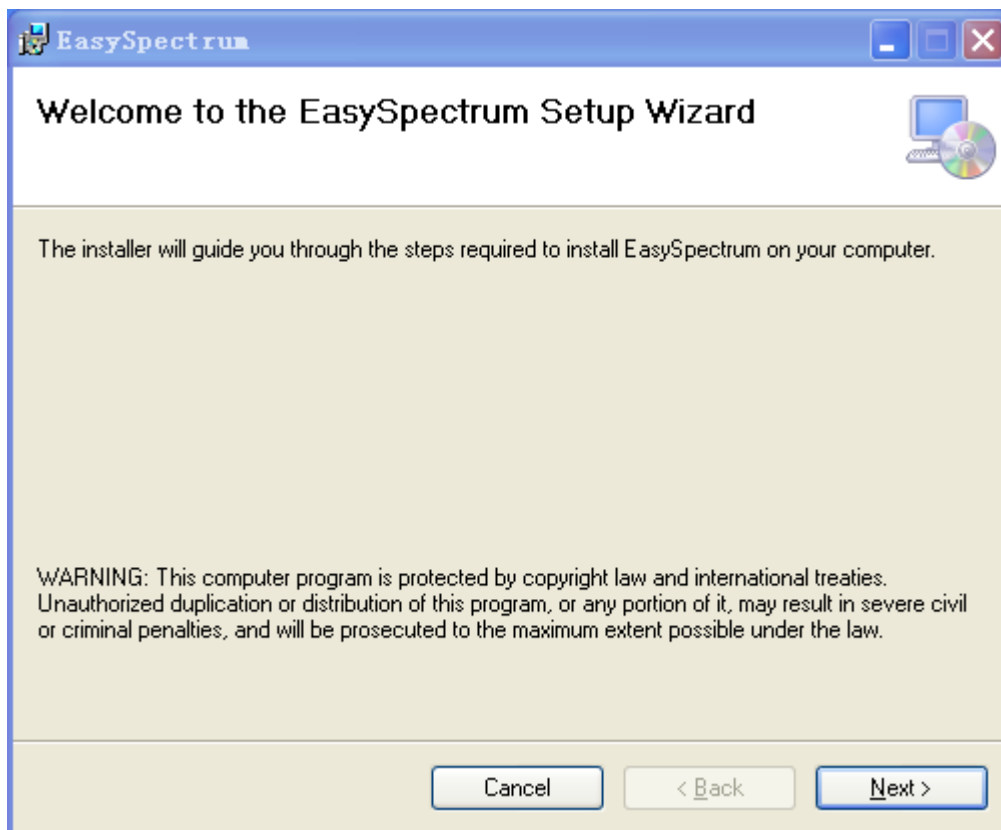 EasySpectrum
Welcome to the EasySpectrum Setup Wizard
The installer will guide you through the steps required to install EasySpectrum on your computer.
WARNING: This computer program is protected by copyright law and international treaties.
Unauthorized duplication or distribution of this program, or any portion of it, may result in severe civil
or criminal penalties, and will be prosecuted to the maximum extent possible under the law.
Cancel < Back Next >